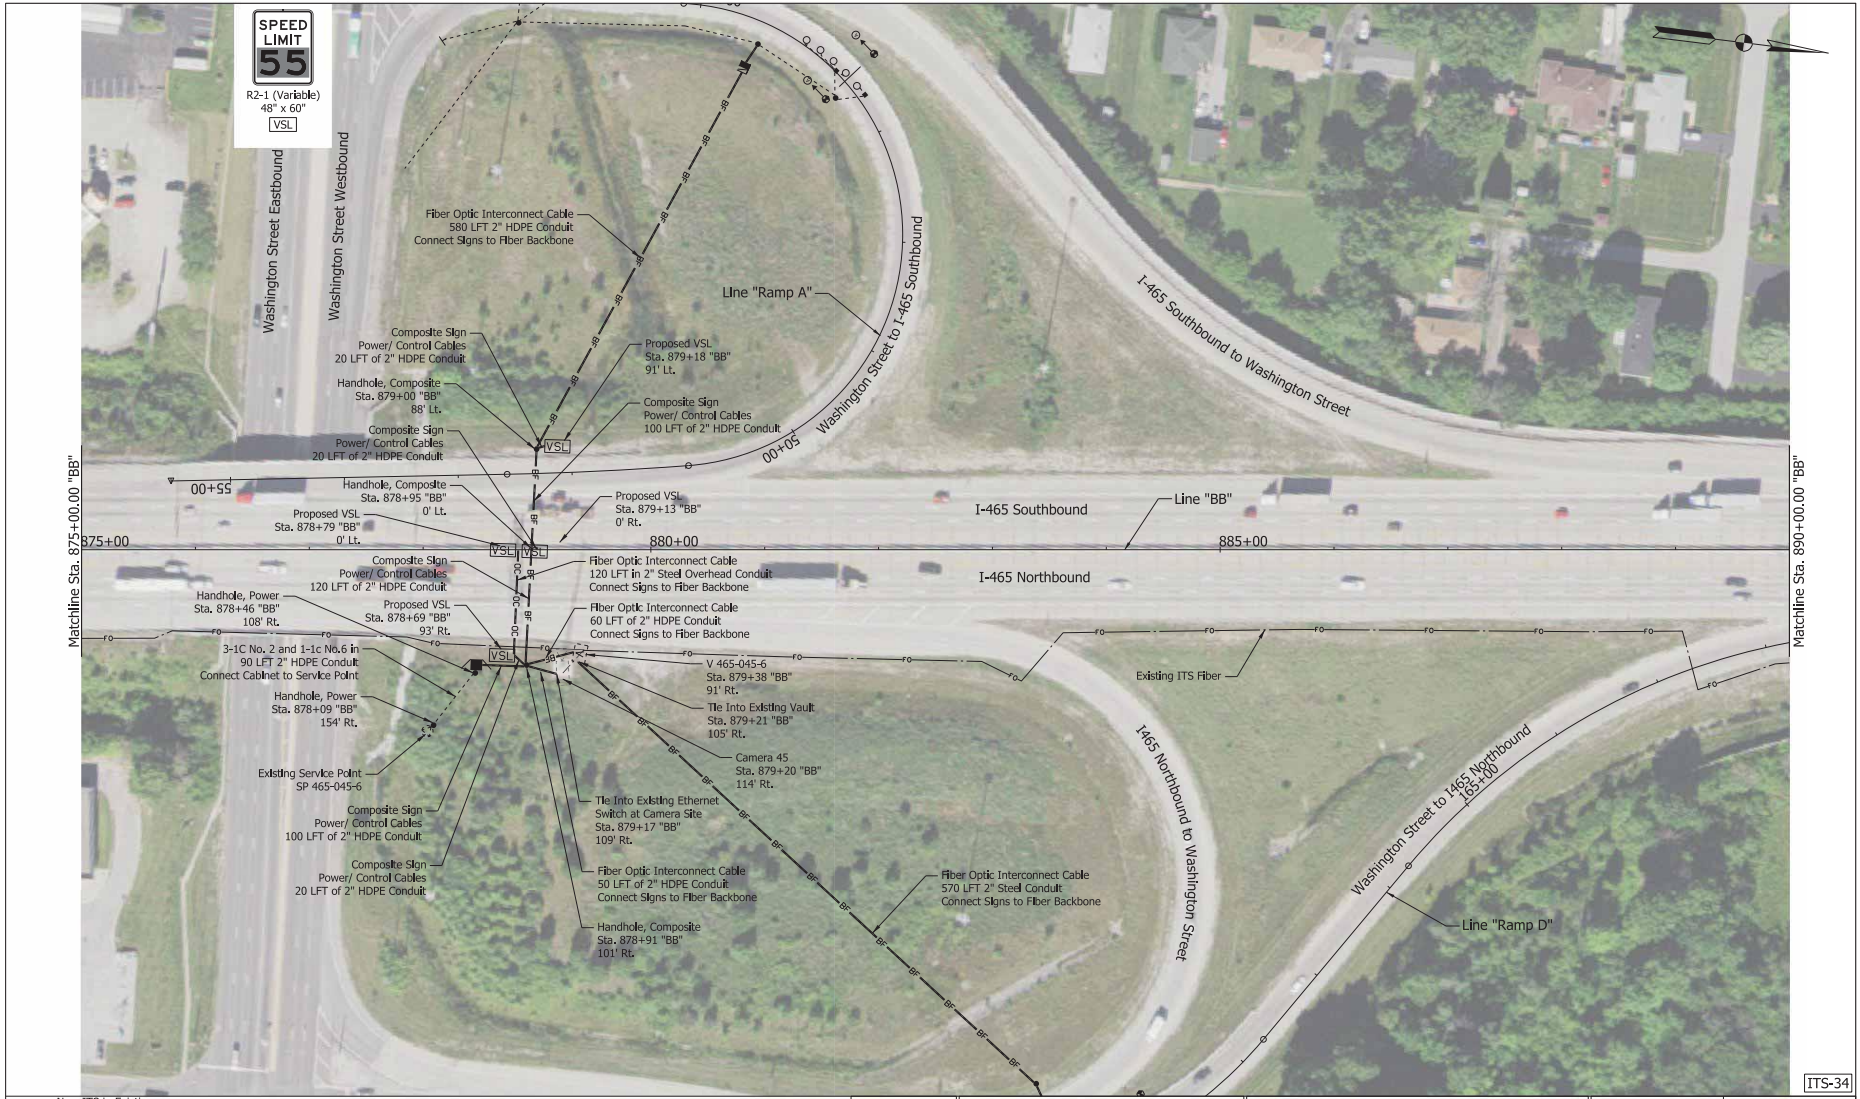 SPEED
LIMIT
55
R2-1 (Variable)
48" x 60"
VSL
Washington Street Eastbound
Washington Street Westbound
Fiber Optic Interconnect Cable
580 LFT 2" HDPE Conduit
Connect Signs to Fiber Backbone
Line "Ramp A"
Washington Street to I-465 Southbound
I-465 Southbound to Washington Street
Composite Sign
Power/ Control Cables
20 LFT of 2" HDPE Conduit
Proposed VSL
Sta. 879+18 "BB"
91' Lt.
Handhole, Composite
Sta. 879+00 "BB"
88' Lt.
Composite Sign
Power/ Control Cables
100 LFT of 2" HDPE Conduit
Composite Sign
Power/ Control Cables
20 LFT of 2" HDPE Conduit
VSL
50+00
55+00
Handhole, Composite
Sta. 878+95 "BB"
0' Lt.
Proposed VSL
Sta. 879+13 "BB"
0' Rt.
Proposed VSL
Sta. 878+79 "BB"
0' Lt.
I-465 Southbound
Line "BB"
Matchline Sta. 875+00.00 "BB"
Matchline Sta. 890+00.00 "BB"
875+00
VSL
VSL
880+00
885+00
Composite Sign
Power/ Control Cables
120 LFT of 2" HDPE Conduit
Fiber Optic Interconnect Cable
120 LFT in 2" Steel Overhead Conduit
Connect Signs to Fiber Backbone
I-465 Northbound
Handhole, Power
Sta. 878+46 "BB"
108' Rt.
Proposed VSL
Sta. 878+69 "BB"
93' Rt.
Fiber Optic Interconnect Cable
60 LFT of 2" HDPE Conduit
Connect Signs to Fiber Backbone
VSL
3-1C No. 2 and 1-1c No.6 in
90 LFT 2" HDPE Conduit
Connect Cabinet to Service Point
V 465-045-6
Sta. 879+38 "BB"
91' Rt.
Existing ITS Fiber
Handhole, Power
Sta. 878+09 "BB"
154' Rt.
Tie Into Existing Vault
Sta. 879+21 "BB"
105' Rt.
Camera 45
Sta. 879+20 "BB"
114' Rt.
Existing Service Point
SP 465-045-6
Tie Into Existing Ethernet
Switch at Camera Site
Sta. 879+17 "BB"
109' Rt.
Composite Sign
Power/ Control Cables
100 LFT of 2" HDPE Conduit
Composite Sign
Power/ Control Cables
20 LFT of 2" HDPE Conduit
Fiber Optic Interconnect Cable
50 LFT of 2" HDPE Conduit
Connect Signs to Fiber Backbone
Fiber Optic Interconnect Cable
570 LFT 2" Steel Conduit
Connect Signs to Fiber Backbone
Handhole, Composite
Sta. 878+91 "BB"
101' Rt.
I465 Northbound to Washington Street
Washington Street to I465 Northbound
165+00
Line "Ramp D"
ITS-34